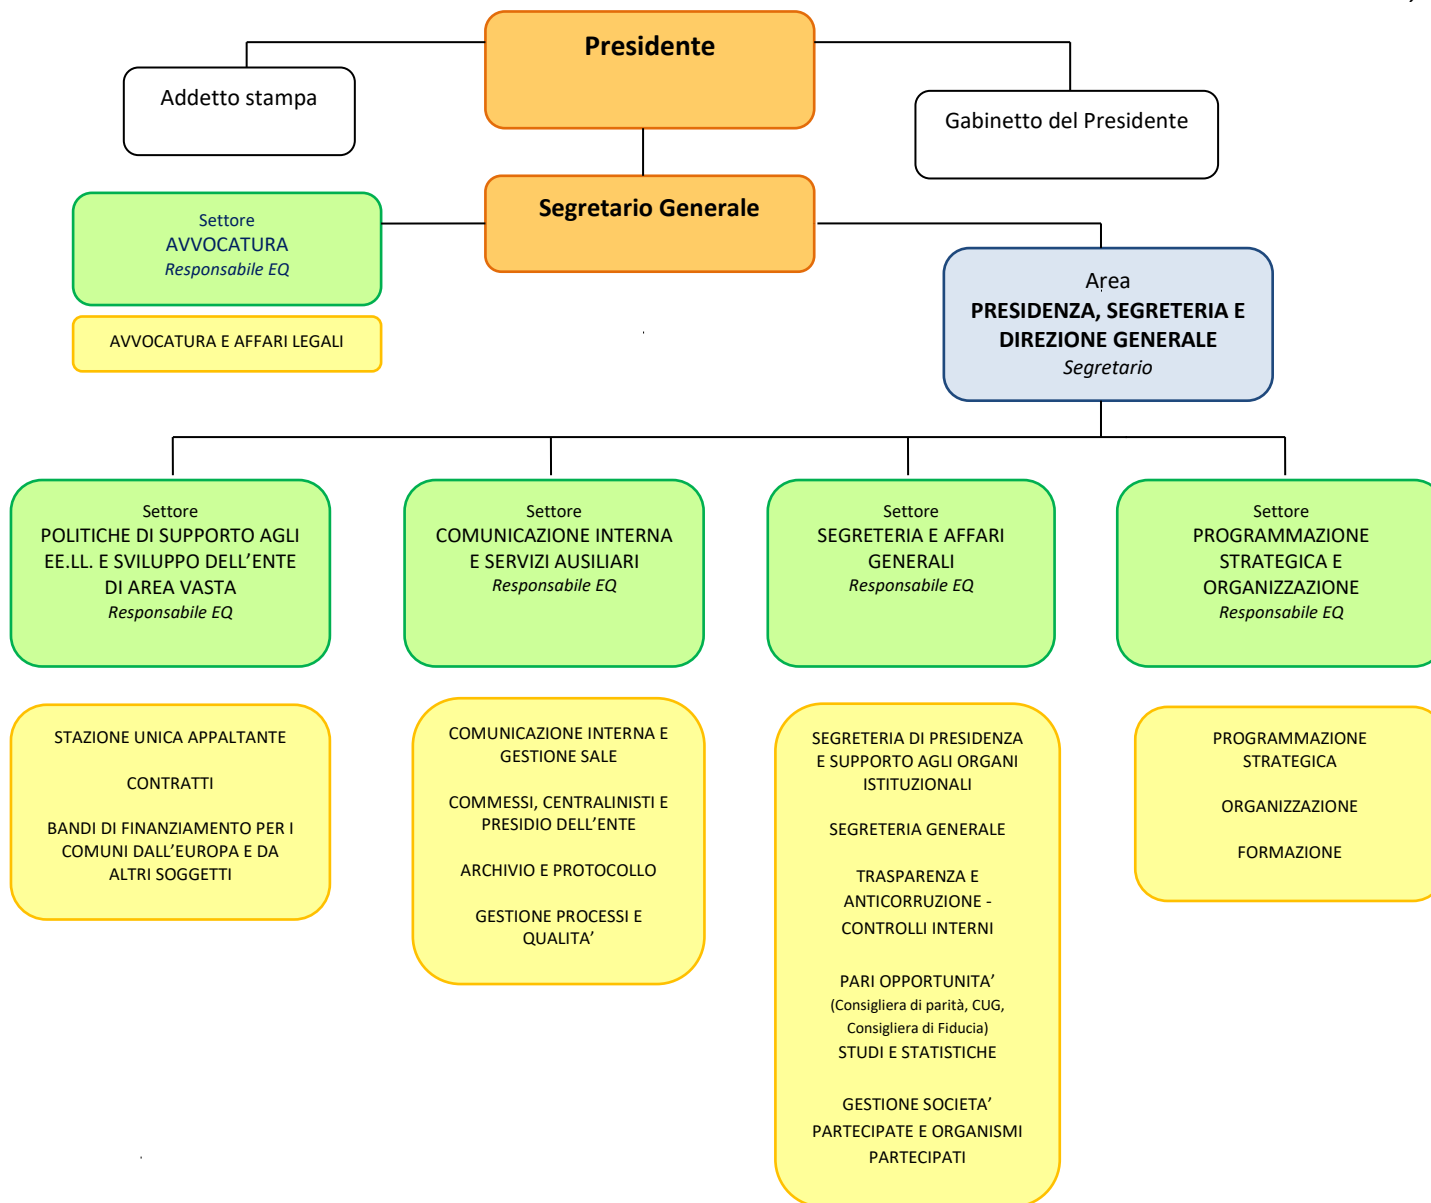 Presidente
Addetto stampa
Gabinetto del Presidente
Segretario Generale
Settore
AVVOCATURA
Responsabile EQ
AVVOCATURA E AFFARI LEGALI
Area
PRESIDENZA, SEGRETERIA E
DIREZIONE GENERALE
Segretario
Settore
POLITICHE DI SUPPORTO AGLI
EE.LL. E SVILUPPO DELL’ENTE
DI AREA VASTA
Responsabile EQ
Settore
COMUNICAZIONE INTERNA
E SERVIZI AUSILIARI
Responsabile EQ
Settore
SEGRETERIA E AFFARI
GENERALI
Responsabile EQ
Settore
PROGRAMMAZIONE
STRATEGICA E
ORGANIZZAZIONE
Responsabile EQ
STAZIONE UNICA APPALTANTE
CONTRATTI
BANDI DI FINANZIAMENTO PER I
COMUNI DALL’EUROPA E DA
ALTRI SOGGETTI
COMUNICAZIONE INTERNA E
GESTIONE SALE
COMMESSI, CENTRALINISTI E
PRESIDIO DELL’ENTE
ARCHIVIO E PROTOCOLLO
GESTIONE PROCESSI E
QUALITA’
SEGRETERIA DI PRESIDENZA
E SUPPORTO AGLI ORGANI
ISTITUZIONALI
SEGRETERIA GENERALE
TRASPARENZA E
ANTICORRUZIONE -
CONTROLLI INTERNI
PARI OPPORTUNITA’
(Consigliera di parità, CUG,
Consigliera di Fiducia)
STUDI E STATISTICHE
GESTIONE SOCIETA’
PARTECIPATE E ORGANISMI
PARTECIPATI
PROGRAMMAZIONE
STRATEGICA
ORGANIZZAZIONE
FORMAZIONE